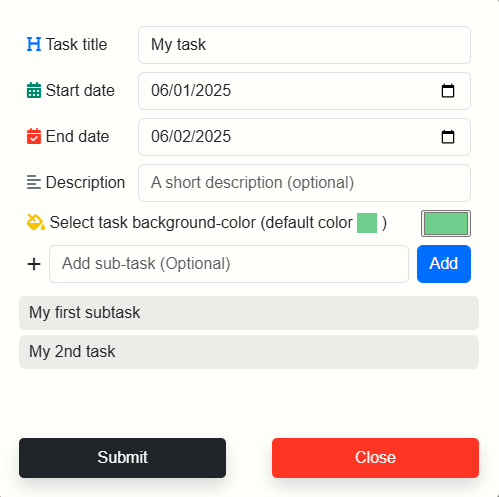 Task title My task
Start date 06/01/2025
End date 06/02/2025
Description A short description (optional)
Select task background-color (default color )
Add sub-task (Optional) Add
My first subtask
My 2nd task
Submit Close